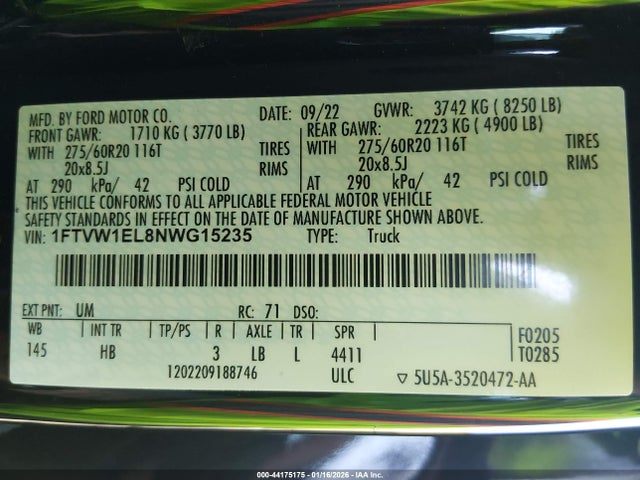 MFD. BY FORD MOTOR CO. DATE: 09/22 GVWR: 3742 KG ( 8250 LB)
FRONT GAWR: 1710 KG ( 3770 LB) REAR GAWR: 2223 KG ( 4900 LB)
WITH 275/60R20 116T TIRES WITH 275/60R20 116T TIRES
20x8.5J RIMS 20x8.5J RIMS
AT 290 kPa/ 42 PSI COLD AT 290 kPa/ 42 PSI COLD
THIS VEHICLE CONFORMS TO ALL APPLICABLE FEDERAL MOTOR VEHICLE
SAFETY STANDARDS IN EFFECT ON THE DATE OF MANUFACTURE SHOWN ABOVE.
VIN: 1FTVW1EL8NWG15235 TYPE: Truck
EXT PNT: UM RC: 71 DSO:
WB INT TR TP/PS R AXLE TR SPR F0205
145 HB 3 LB L 4411 T0285
1202209188746 ULC ▽ 5U5A-3520472-AA
000-44175175 - 01/16/2026 - IAA Inc.